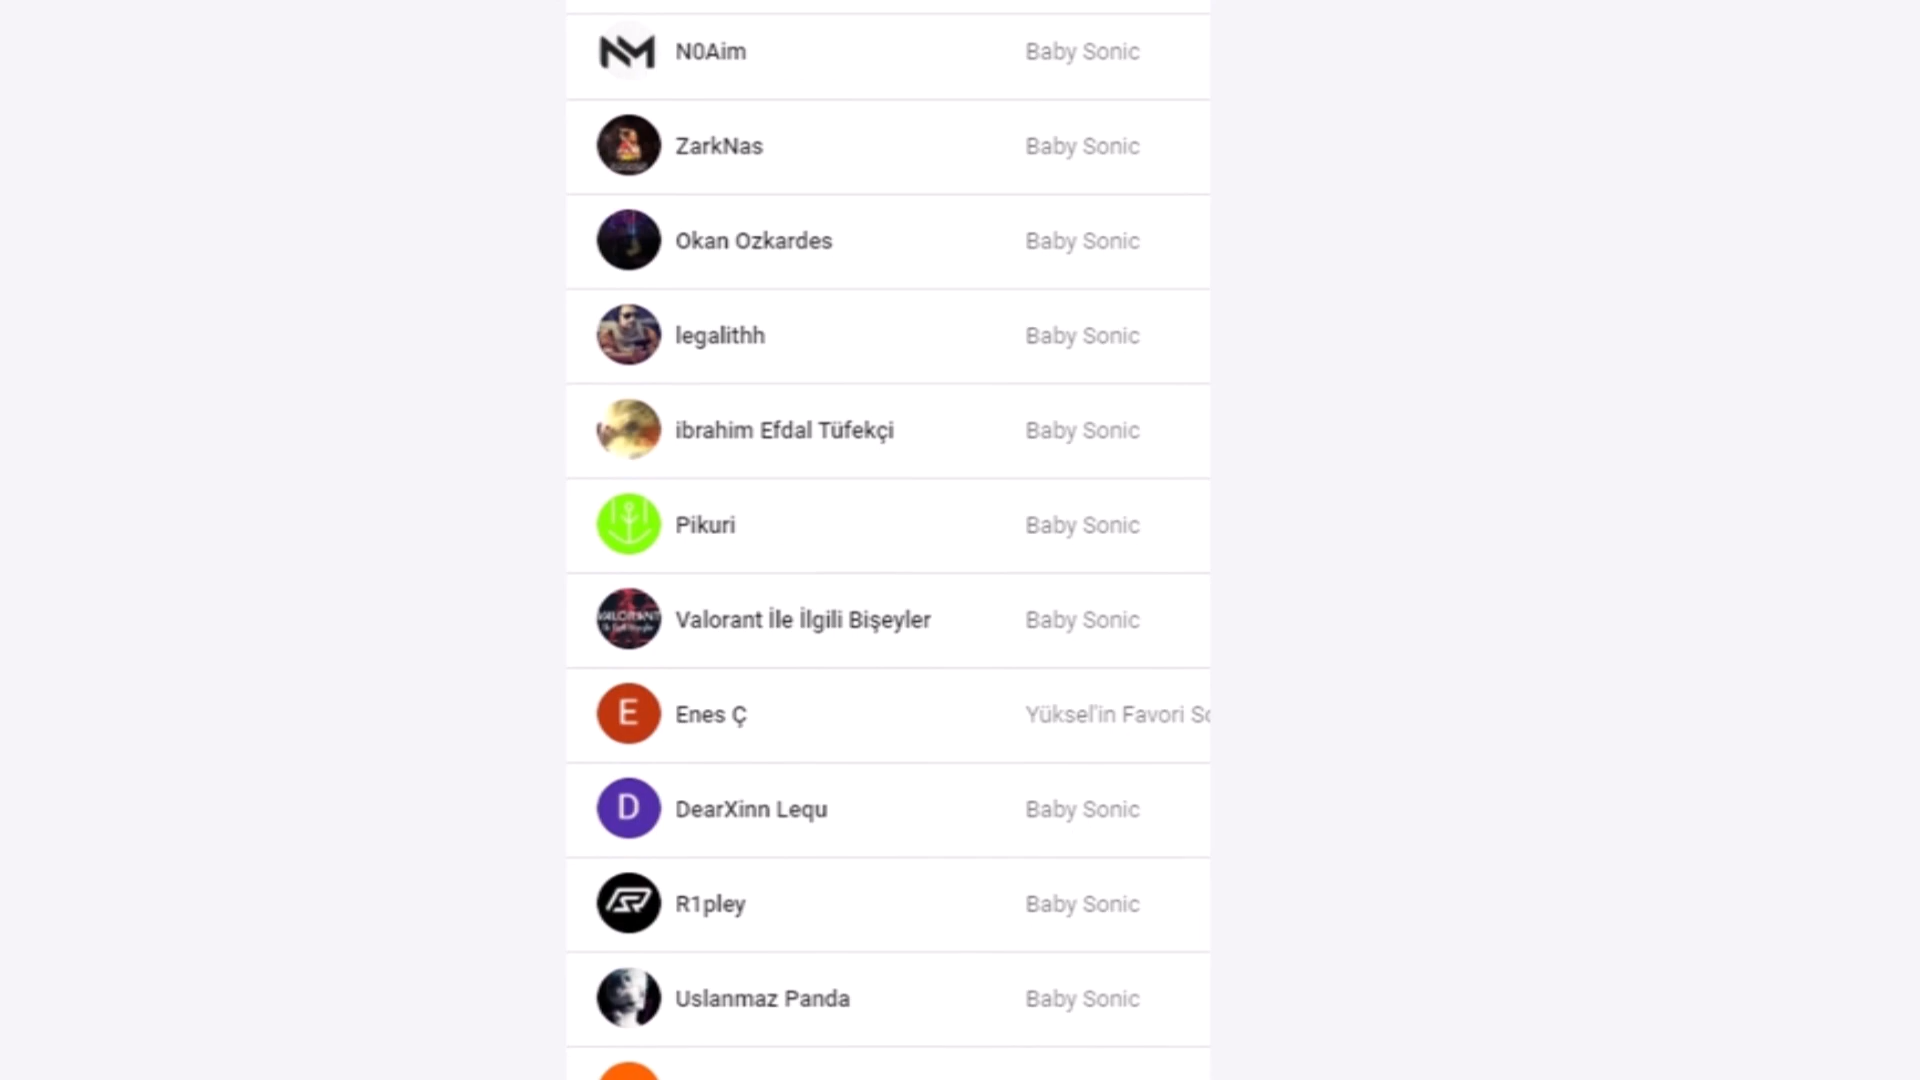 N0Aim Baby Sonic
ZarkNas Baby Sonic
Okan Ozkardes Baby Sonic
legalithh Baby Sonic
ibrahim Efdal Tüfekçi Baby Sonic
Pikuri Baby Sonic
Valorant İle İlgili Bişeyler Baby Sonic
E Enes Ç Yüksel'in Favori
D DearXinn Lequ Baby Sonic
R1pley Baby Sonic
Uslanmaz Panda Baby Sonic